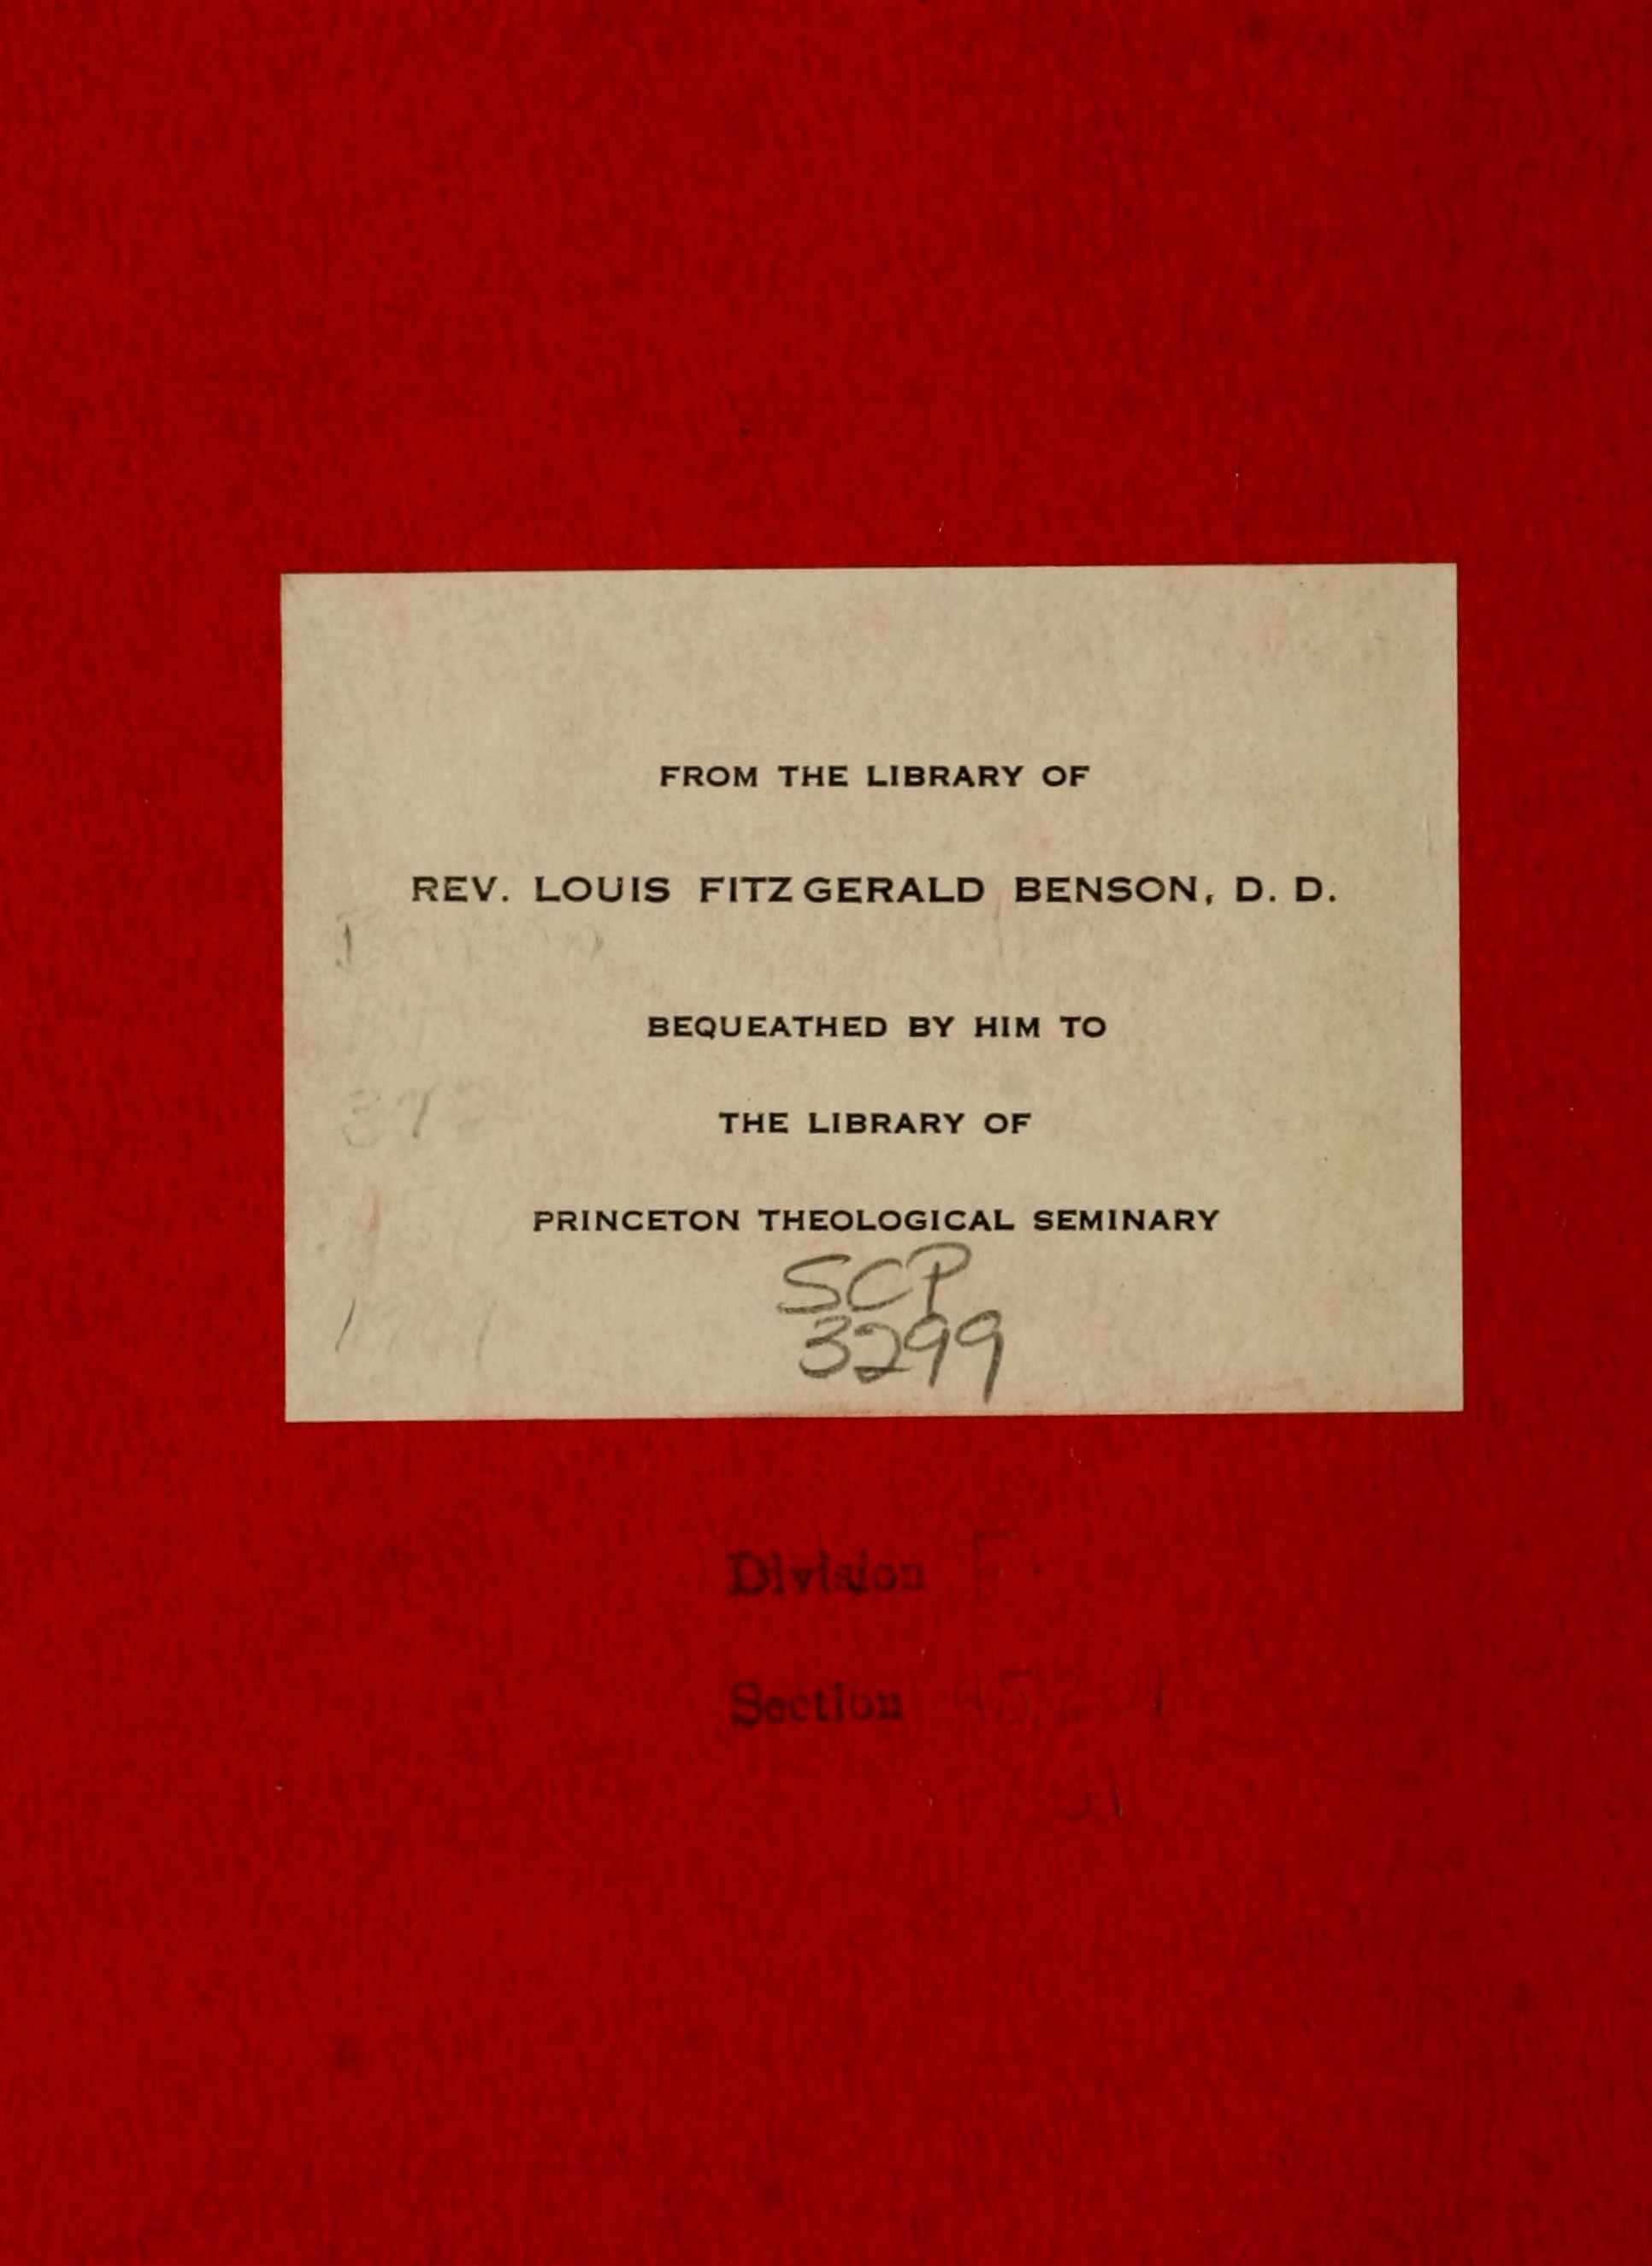 FROM THE LIBRARY OF
REV. LOUIS FITZGERALD BENSON, D. D.
BEQUEATHED BY HIM TO
THE LIBRARY OF
PRINCETON THEOLOGICAL SEMINARY
SCP
3299
Division
Section